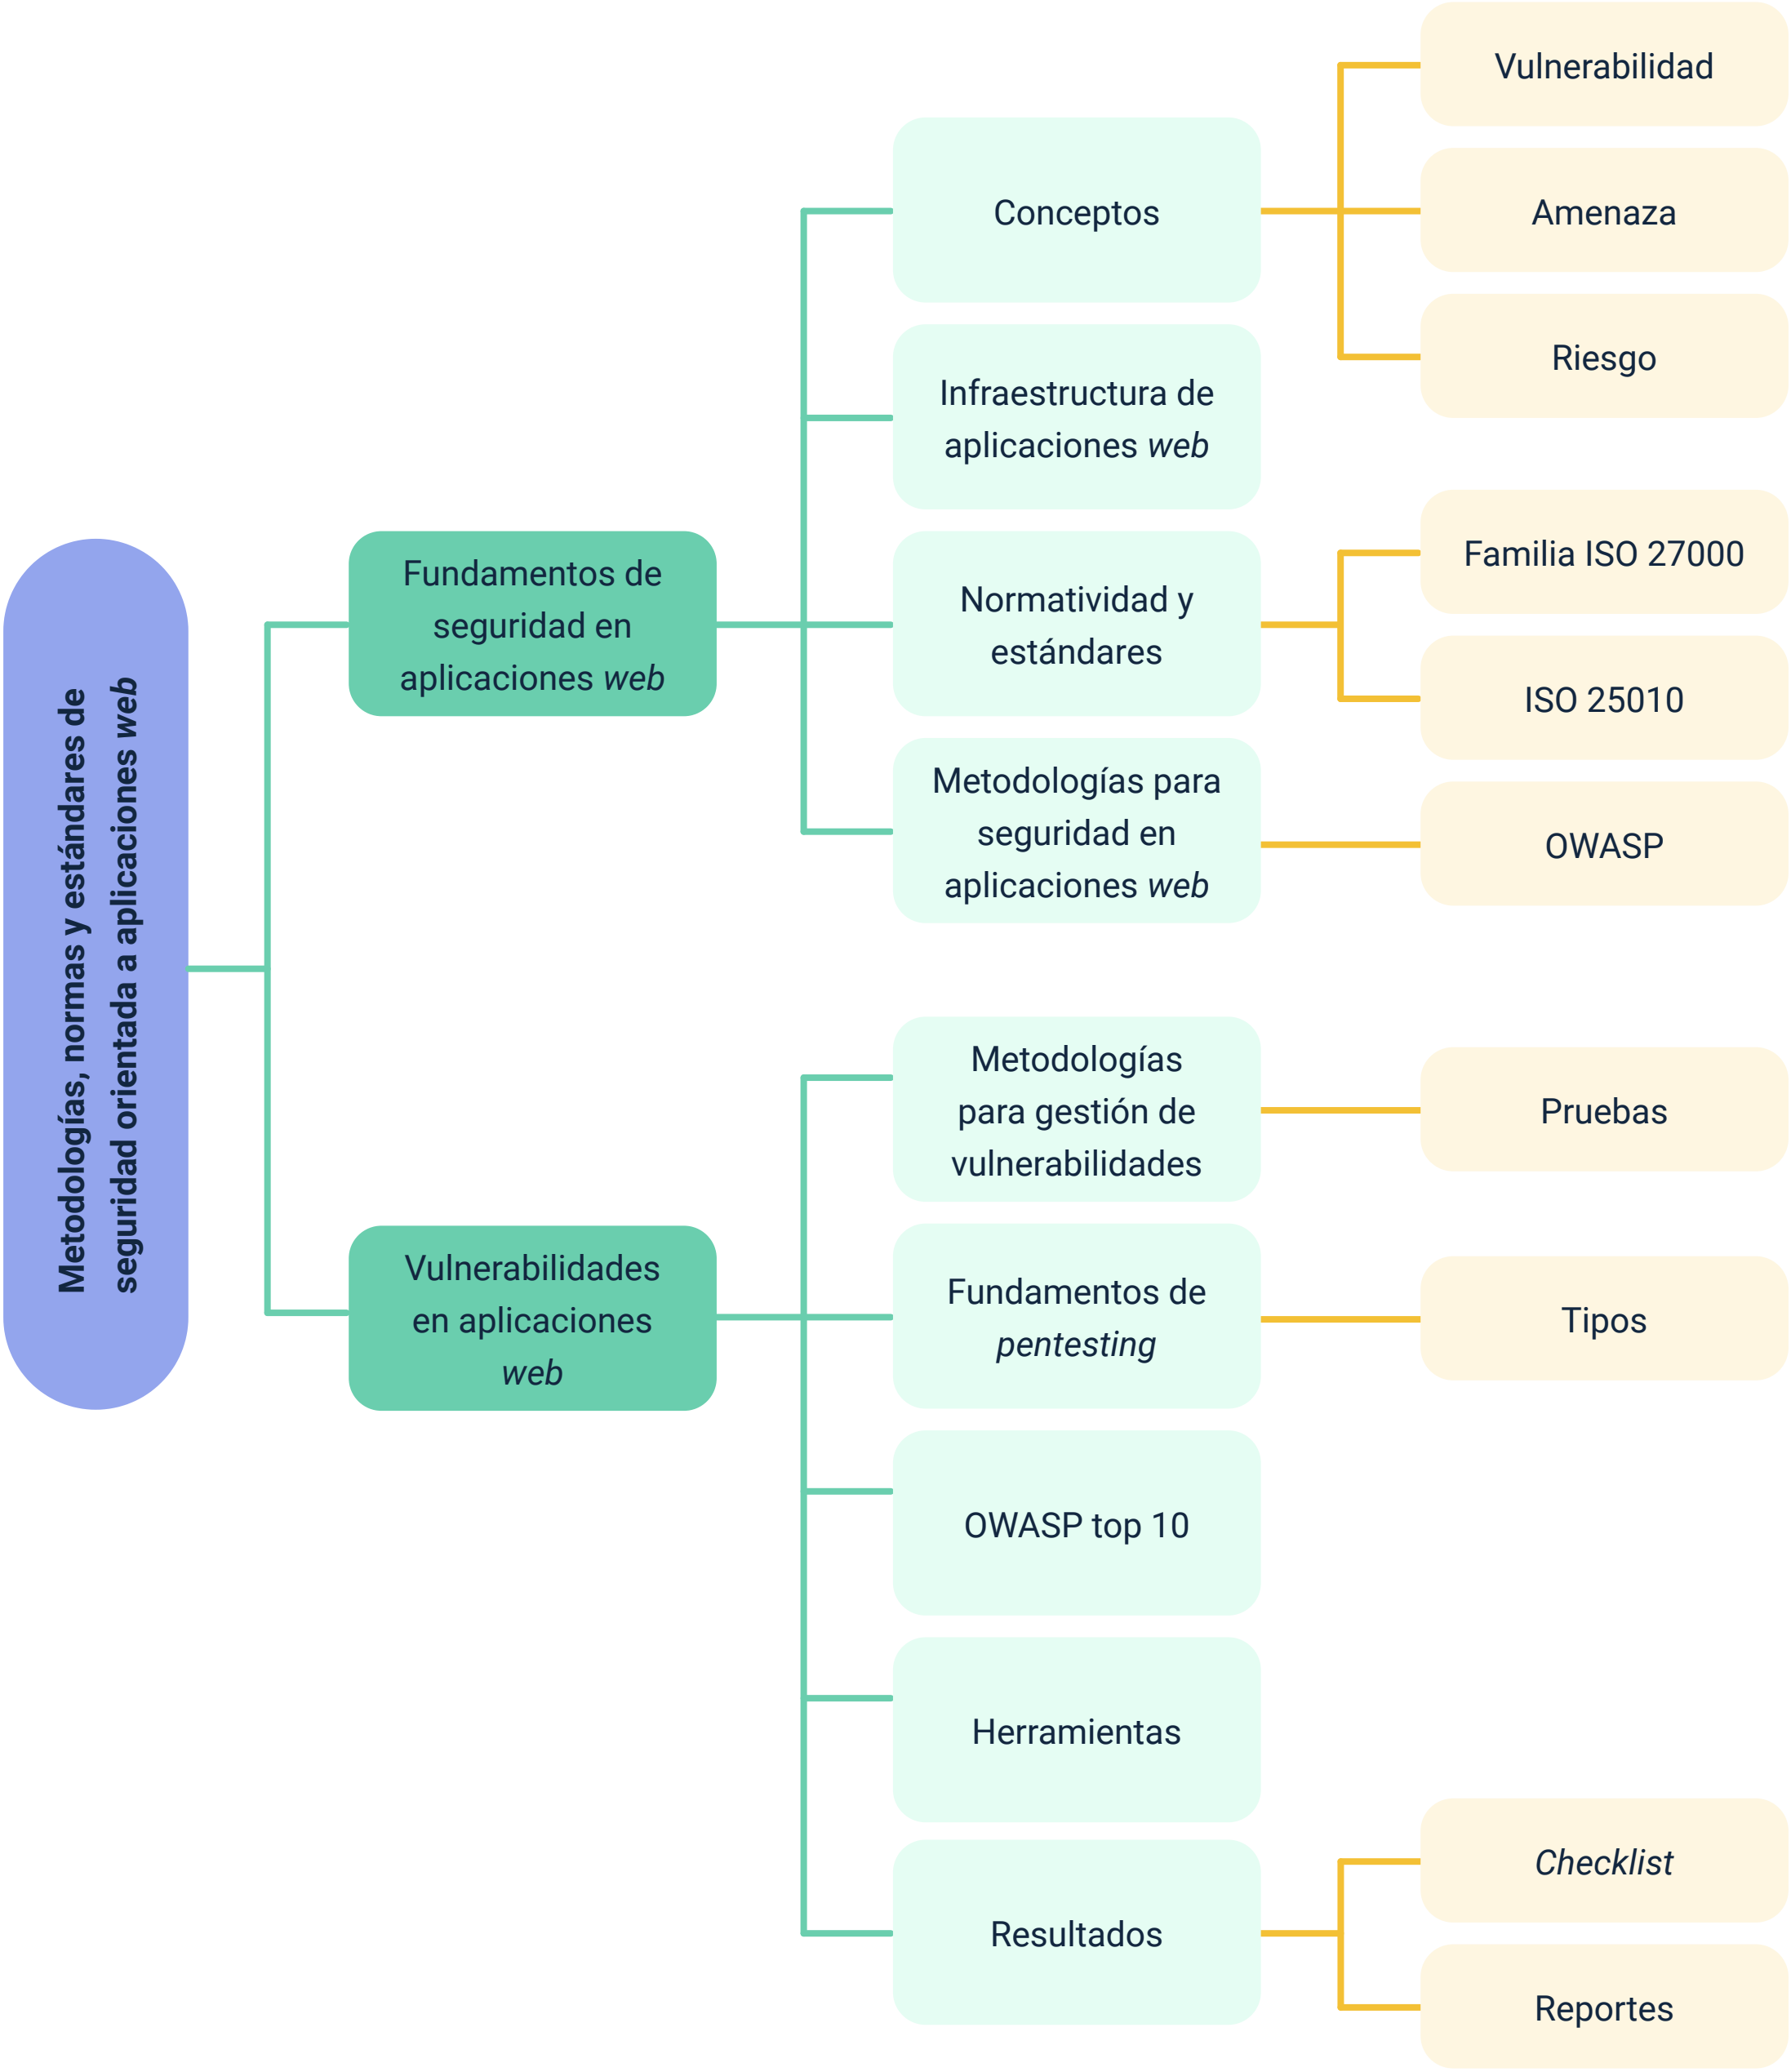 Metodologías, normas y estándares de
seguridad orientada a aplicaciones web
Fundamentos de
seguridad en
aplicaciones web
Conceptos
Vulnerabilidad
Amenaza
Riesgo
Infraestructura de
aplicaciones web
Normatividad y
estándares
Familia ISO 27000
ISO 25010
Metodologías para
seguridad en
aplicaciones web
OWASP
Vulnerabilidades
en aplicaciones
web
Metodologías
para gestión de
vulnerabilidades
Pruebas
Fundamentos de
pentesting
Tipos
OWASP top 10
Herramientas
Resultados
Checklist
Reportes